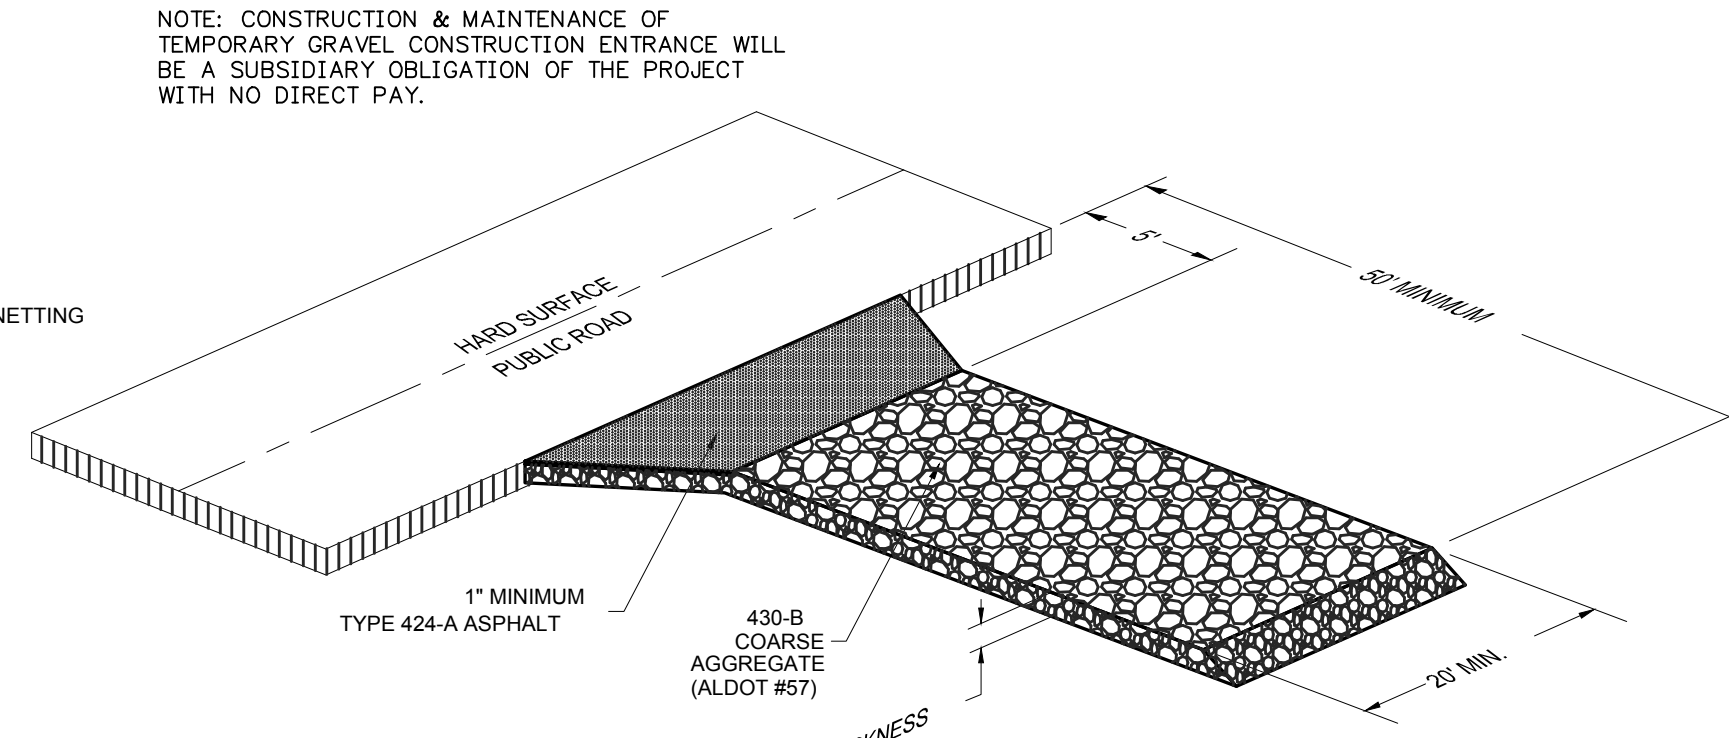 NOTE: CONSTRUCTION & MAINTENANCE OF
TEMPORARY GRAVEL CONSTRUCTION ENTRANCE WILL
BE A SUBSIDIARY OBLIGATION OF THE PROJECT
WITH NO DIRECT PAY.
5'
50' MINIMUM
NETTING
HARD SURFACE
PUBLIC ROAD
1" MINIMUM
TYPE 424-A ASPHALT
430-B
COARSE
AGGREGATE
(ALDOT #57)
20' MIN.